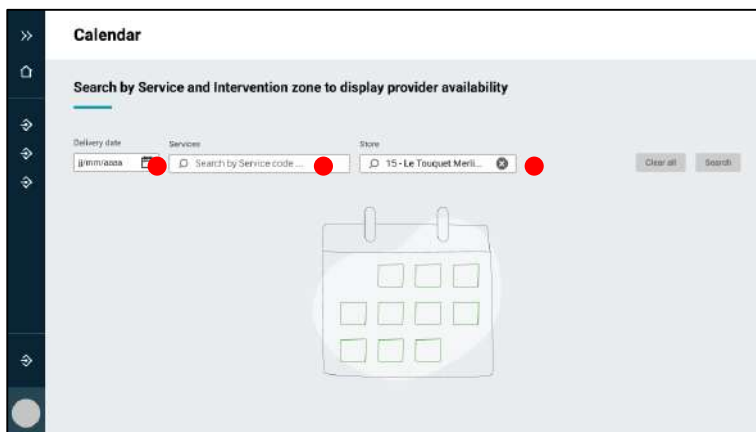 Calendar
Search by Service and Intervention zone to display provider availability
Delivery date
Services
Store
jj/mm/aaaa
Search by Service code ...
15 - Le Touquet Merli...
Clear all
Search